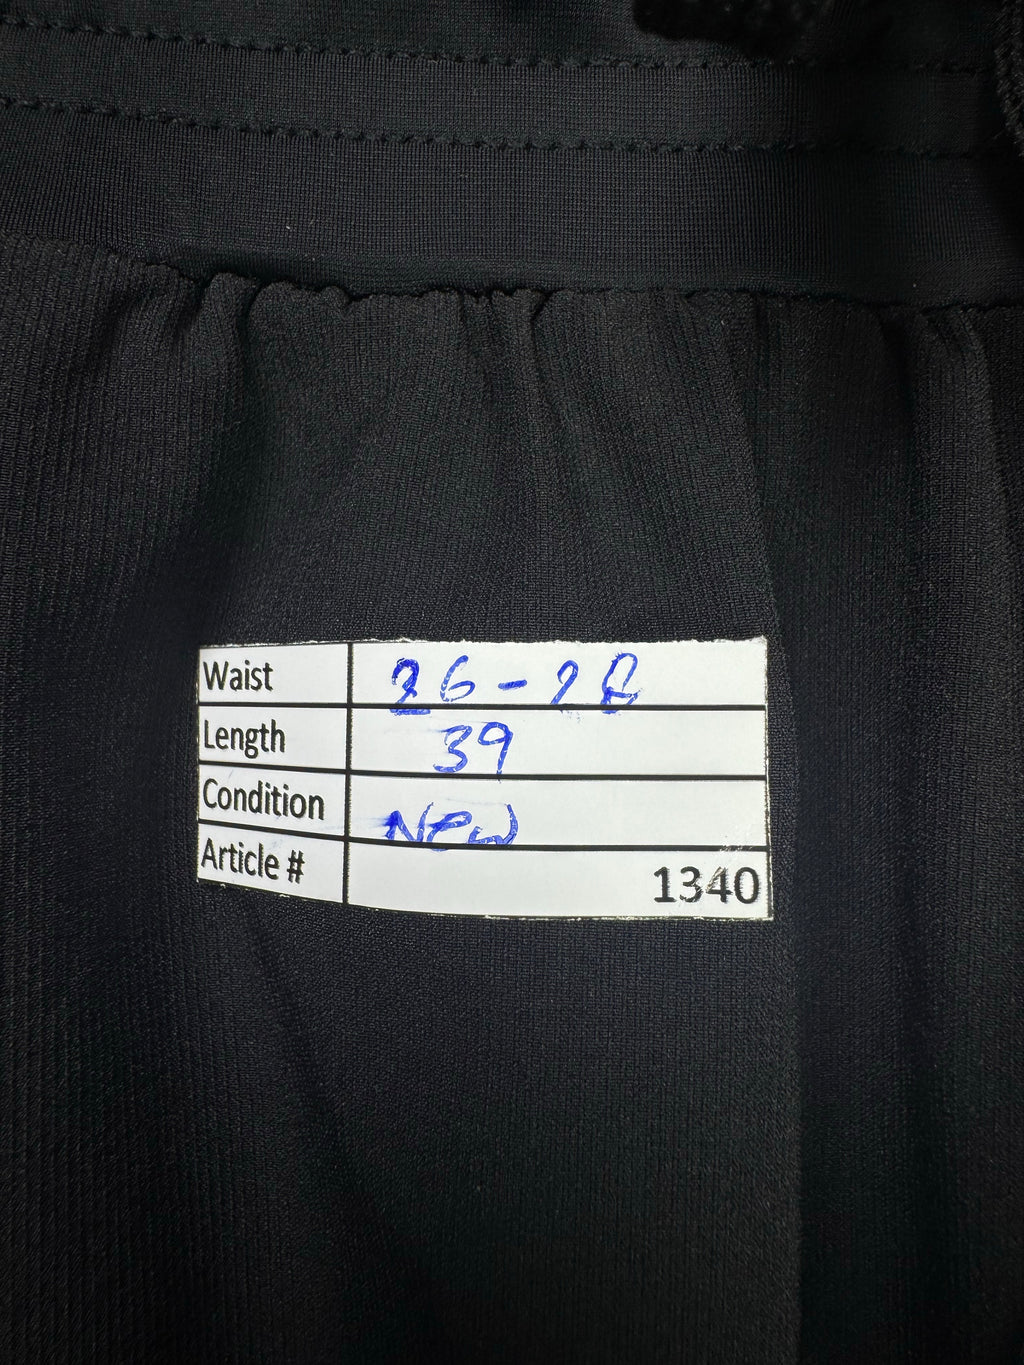 Waist 26-28
Length 39
Condition New
Article # 1340